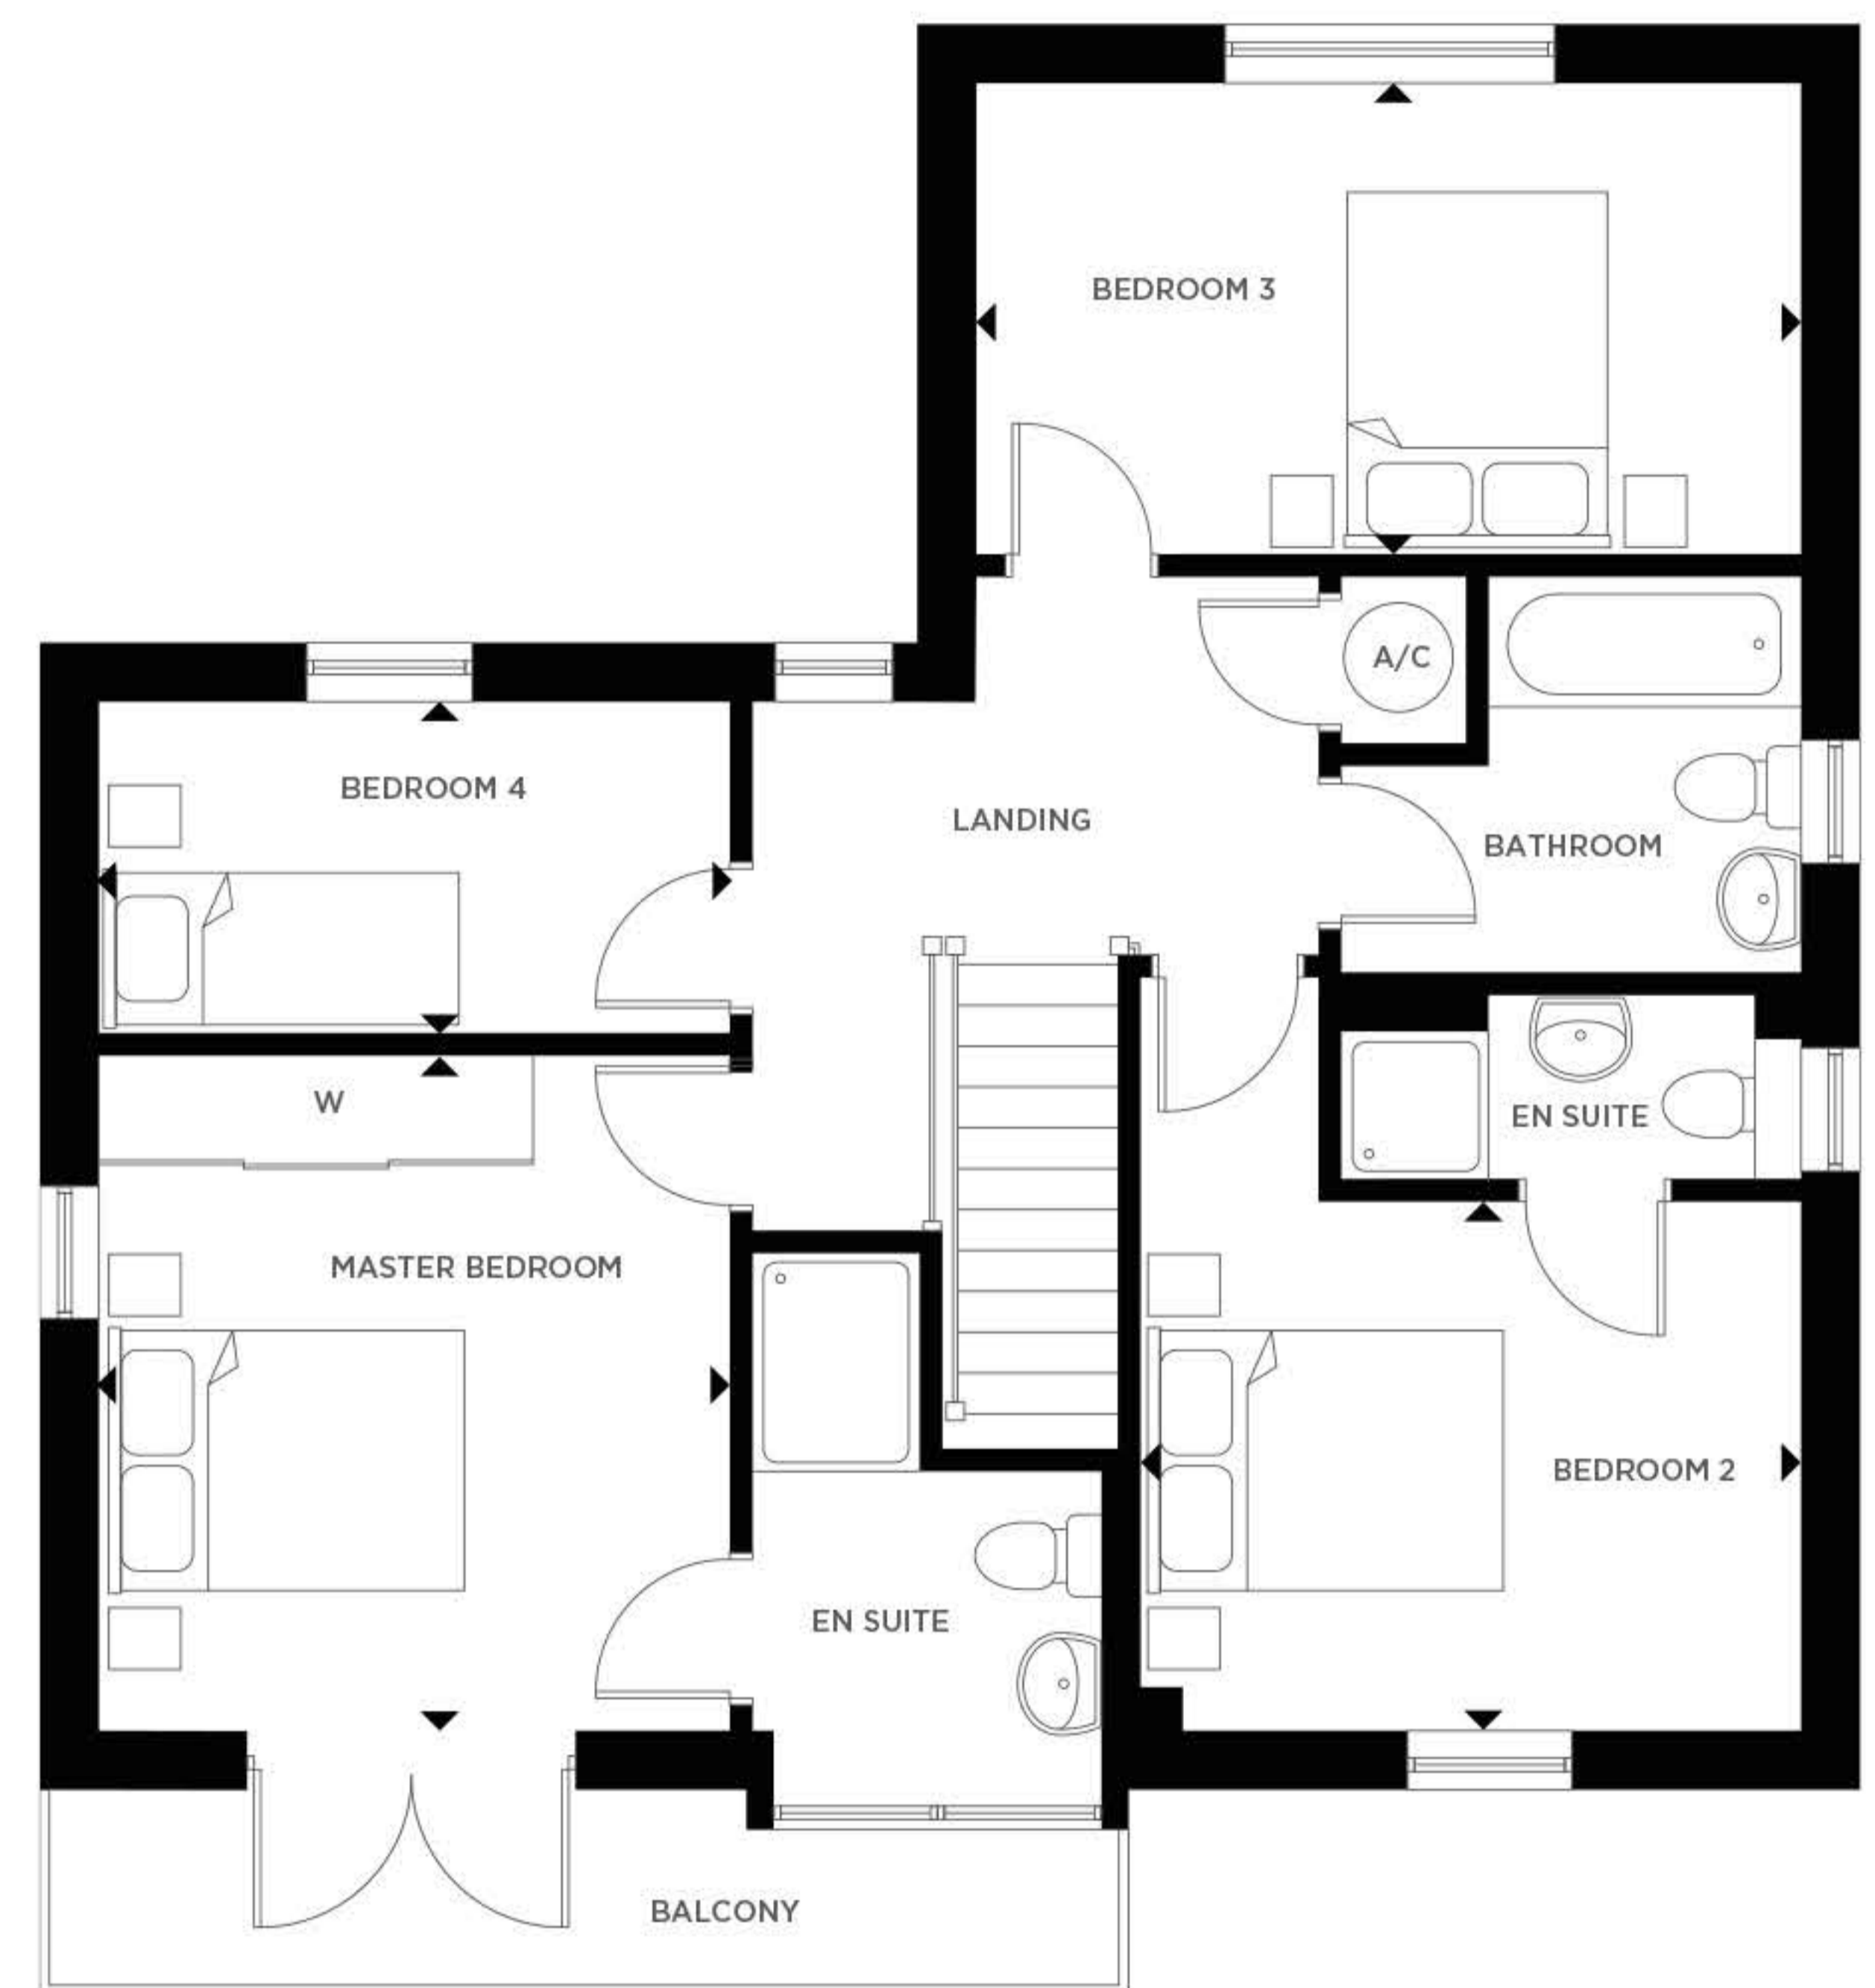 BEDROOM 3
A/C
BEDROOM 4
LANDING
BATHROOM
W
EN SUITE
MASTER BEDROOM
BEDROOM 2
EN SUITE
BALCONY